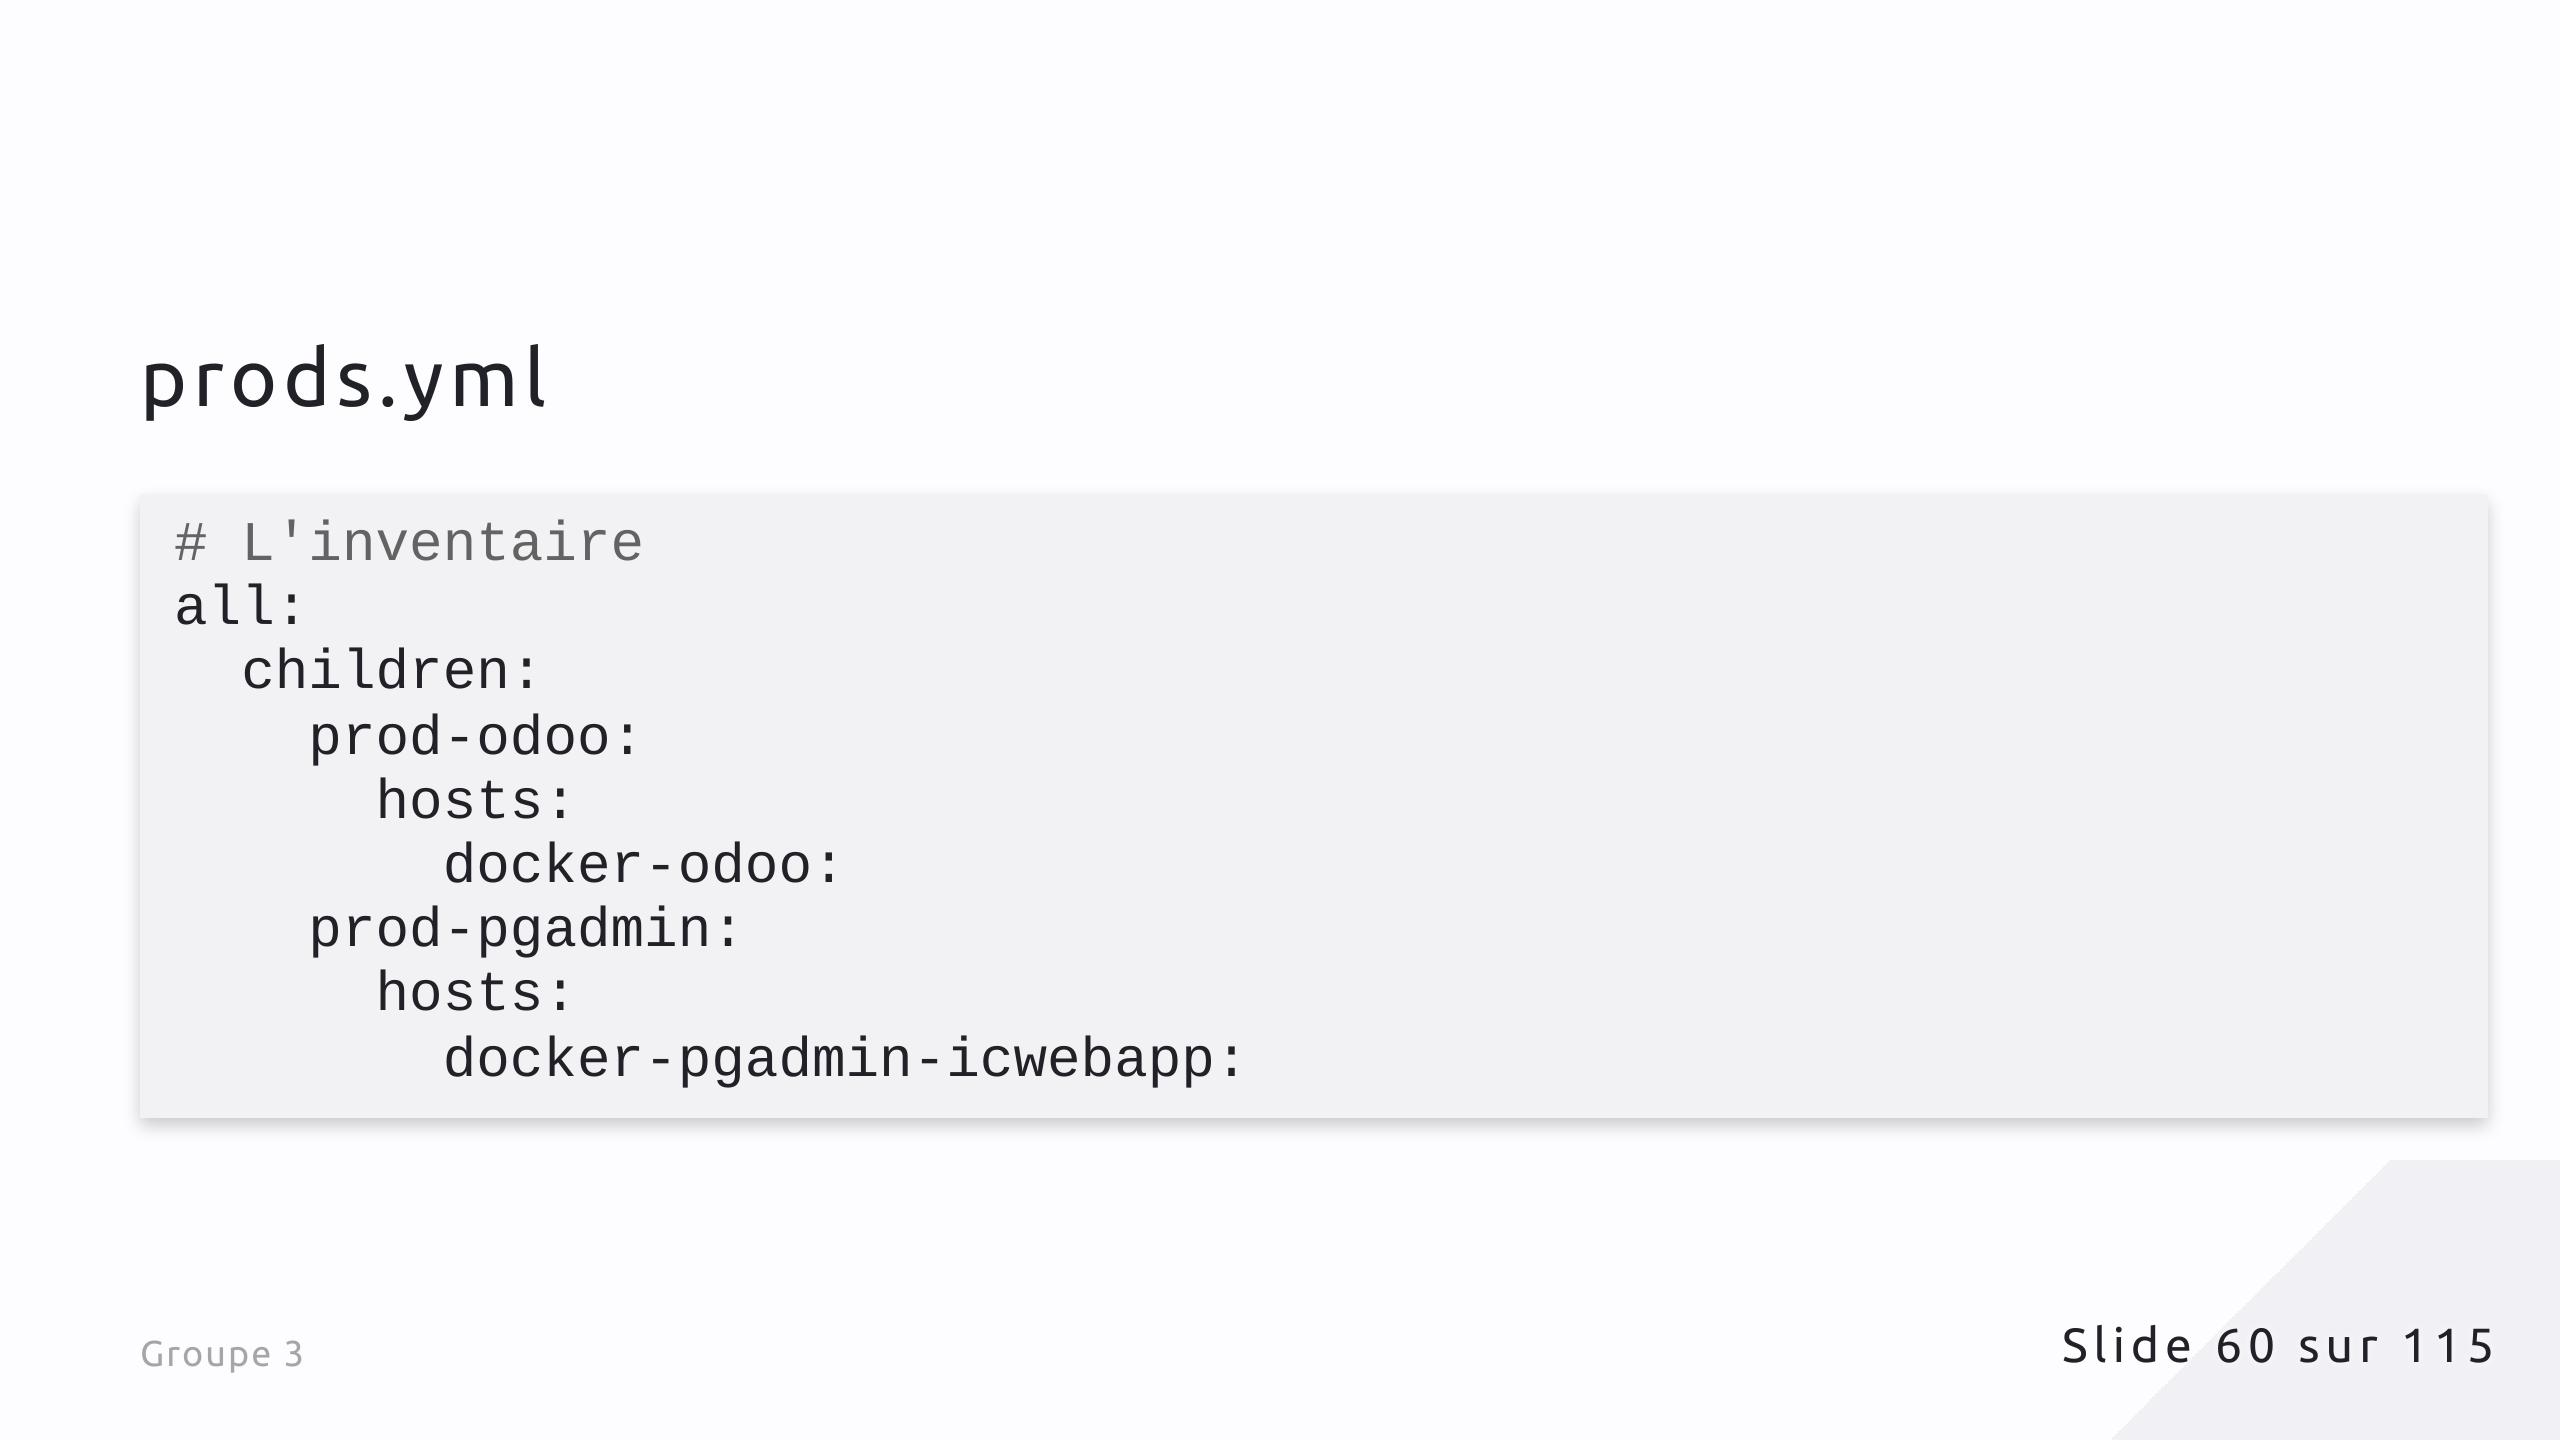 prods.yml
# L'inventaire
all:
  children:
    prod-odoo:
      hosts:
        docker-odoo:
    prod-pgadmin:
      hosts:
        docker-pgadmin-icwebapp:
Groupe 3
Slide 60 sur 115